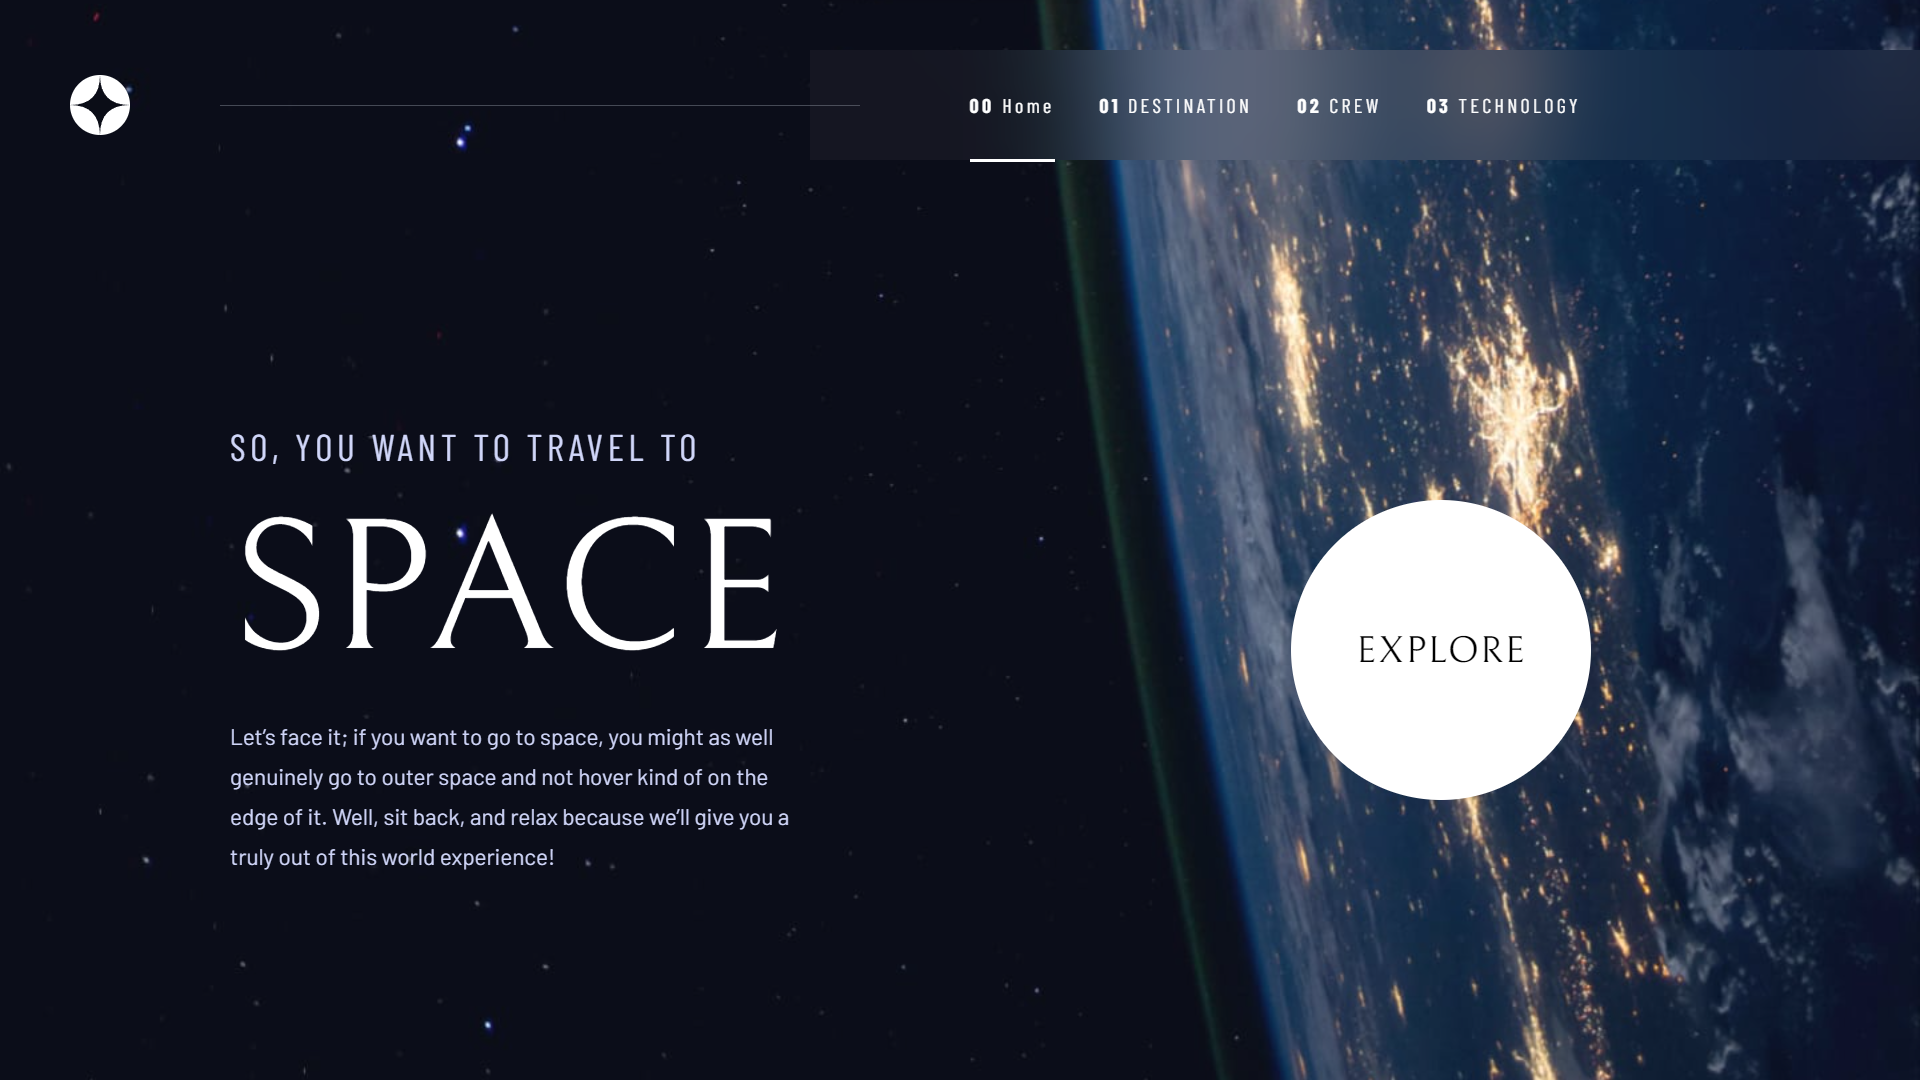 00 Home 01 DESTINATION 02 CREW 03 TECHNOLOGY
SO, YOU WANT TO TRAVEL TO
SPACE
Let’s face it; if you want to go to space, you might as well
genuinely go to outer space and not hover kind of on the
edge of it. Well, sit back, and relax because we’ll give you a
truly out of this world experience!
EXPLORE